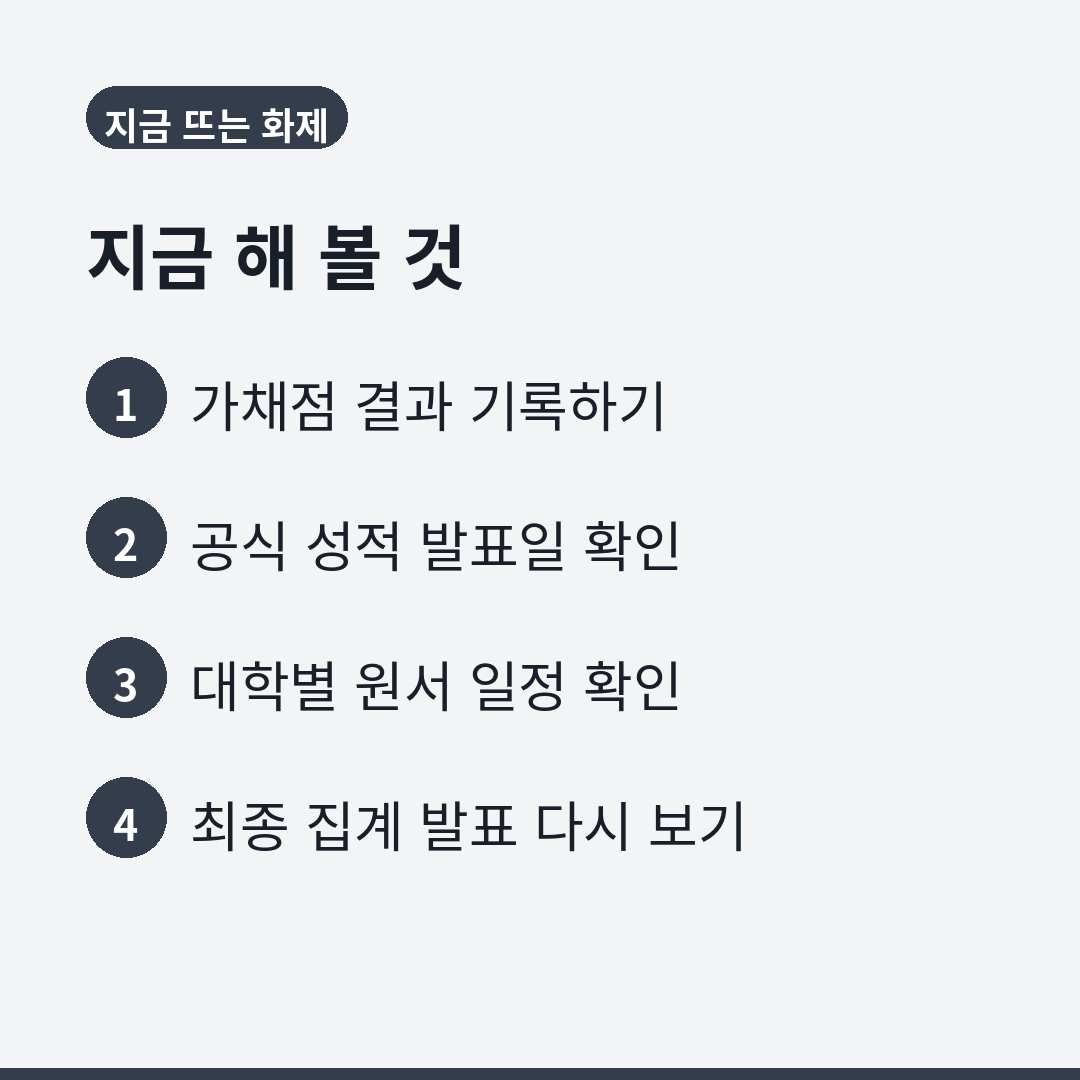 지금 뜨는 화제
지금 해 볼 것
1 가채점 결과 기록하기
2 공식 성적 발표일 확인
3 대학별 원서 일정 확인
4 최종 집계 발표 다시 보기